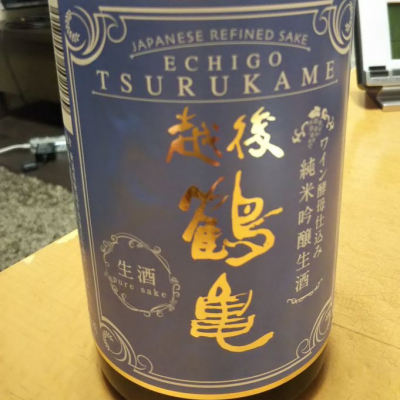 JAPANESE REFINED SAKE
ECHIGO
TSURUKAME
越後
鶴亀
ワイン酵母仕込み
純米吟醸生酒
生酒
pure sake